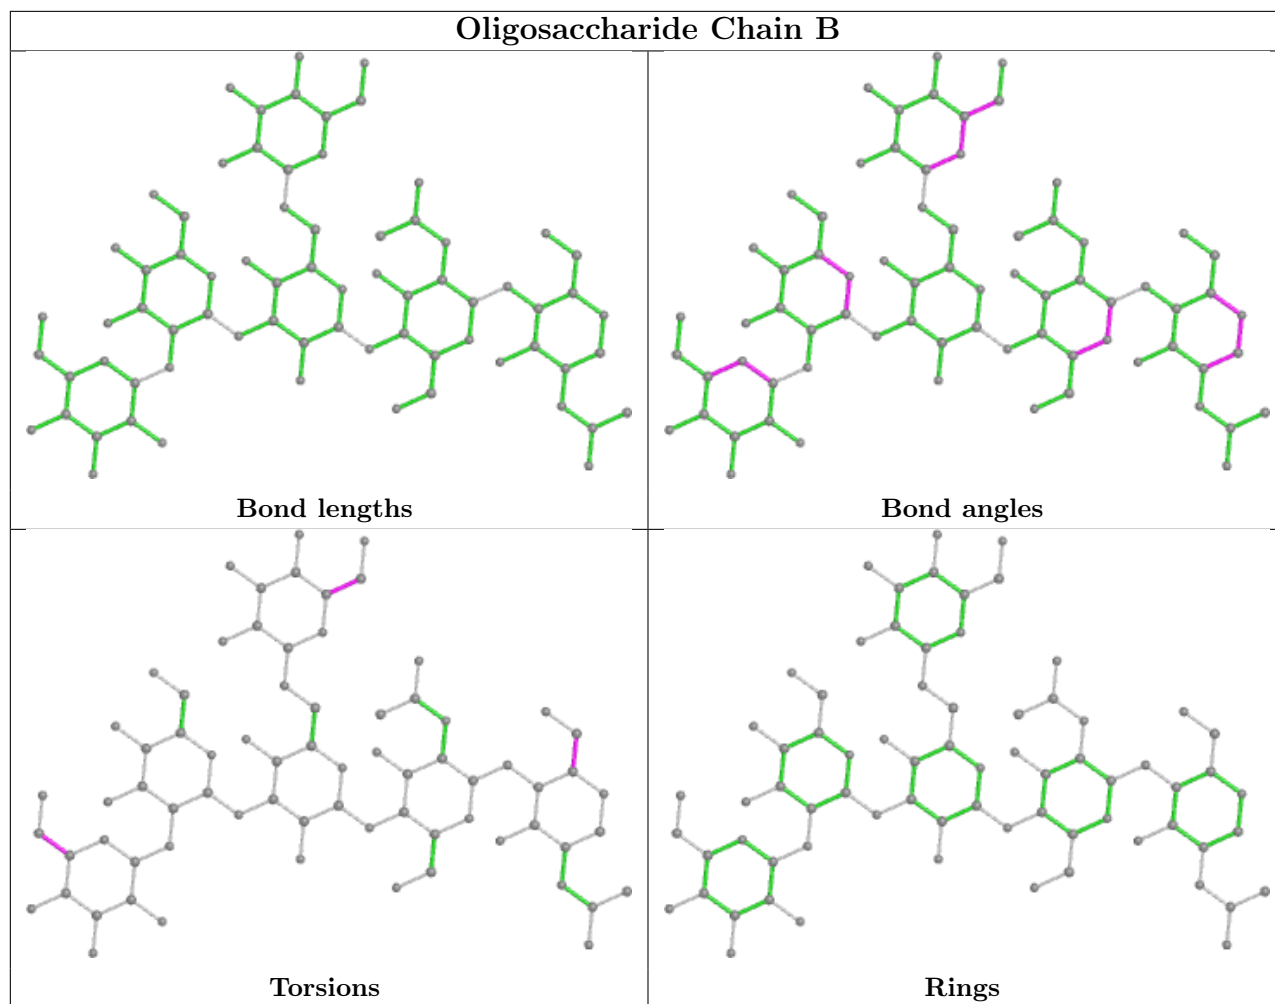 Oligosaccharide Chain B
Bond lengths
Bond angles
Torsions
Rings